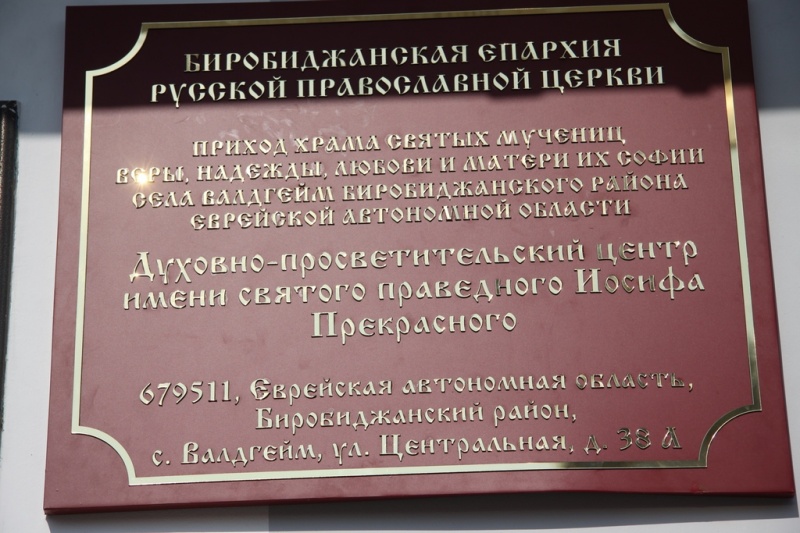 БИРОБИДЖАНСКАЯ ЕПАРХИЯ
РУССКОЙ ПРАВОСЛАВНОЙ ЦЕРКВИ
ПРИХОД ХРАМА СВЯТЫХ МУЧЕНИЦ
ВЕРЫ, НАДЕЖДЫ, ЛЮБОВИ И МАТЕРИ ИХ СОФИИ
СЕЛА ВАЛДГЕЙМ БИРОБИДЖАНСКОГО РАЙОНА
ЕВРЕЙСКОЙ АВТОНОМНОЙ ОБЛАСТИ
Духовно-просветительский центр
имени святого праведного Иосифа
Прекрасного
679511, Еврейская автономная область,
Биробиджанский район,
с. Валдгейм, ул. Центральная, д. 38 А